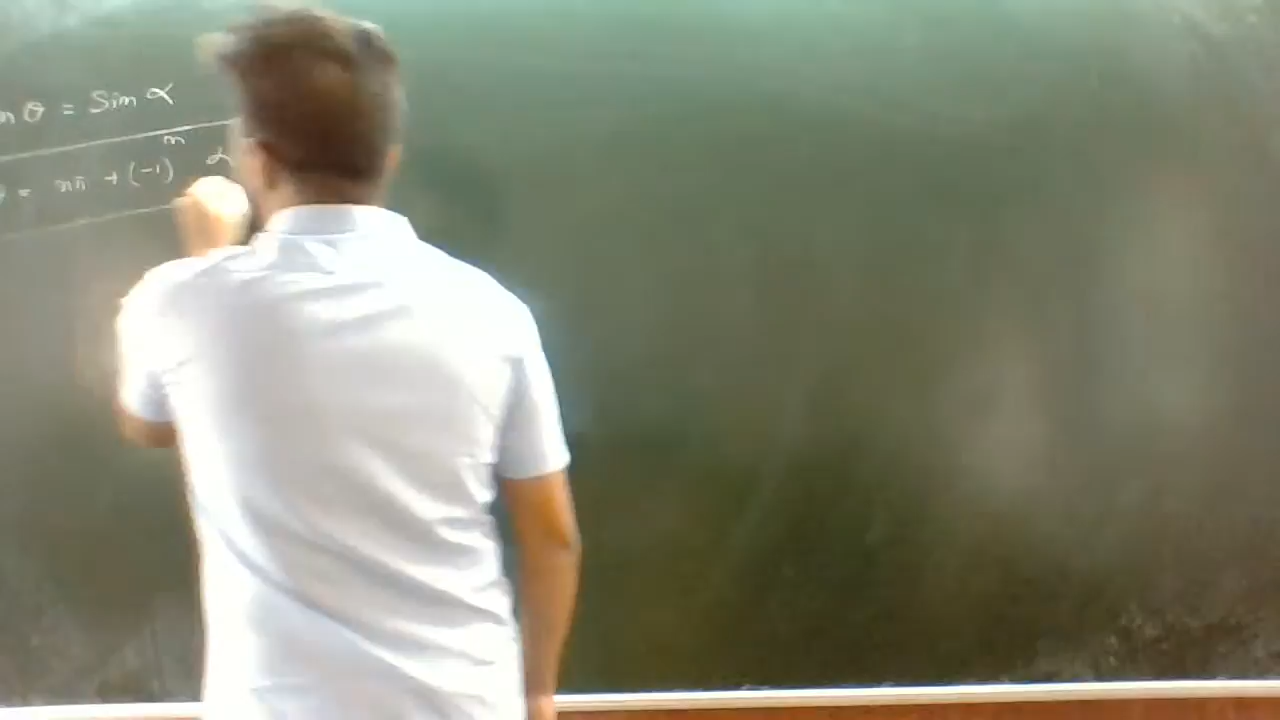 n θ = Sin α
θ = nπ + (-1)^n α